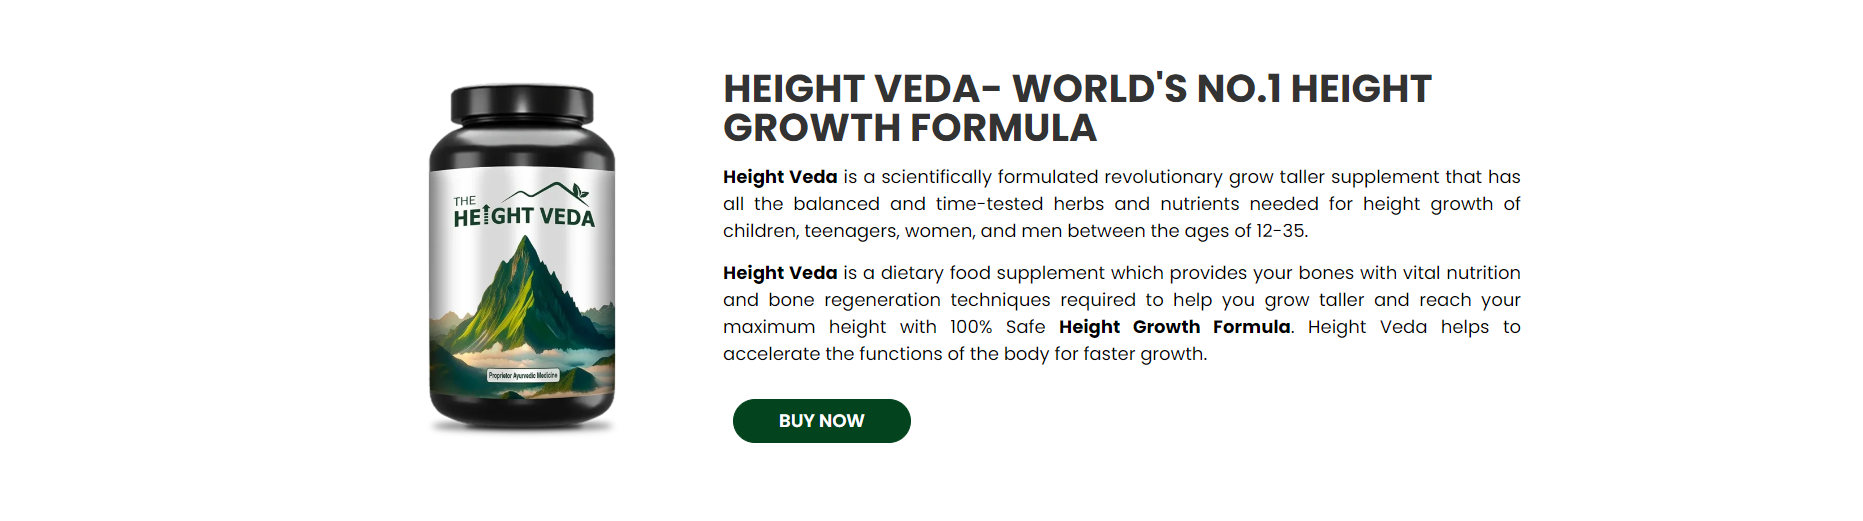 THE
HEIGHT VEDA
Proprietor Ayurvedic Medicine
HEIGHT VEDA- WORLD'S NO.1 HEIGHT
GROWTH FORMULA
Height Veda is a scientifically formulated revolutionary grow taller supplement that has
all the balanced and time-tested herbs and nutrients needed for height growth of
children, teenagers, women, and men between the ages of 12-35.
Height Veda is a dietary food supplement which provides your bones with vital nutrition
and bone regeneration techniques required to help you grow taller and reach your
maximum height with 100% Safe Height Growth Formula. Height Veda helps to
accelerate the functions of the body for faster growth.
BUY NOW